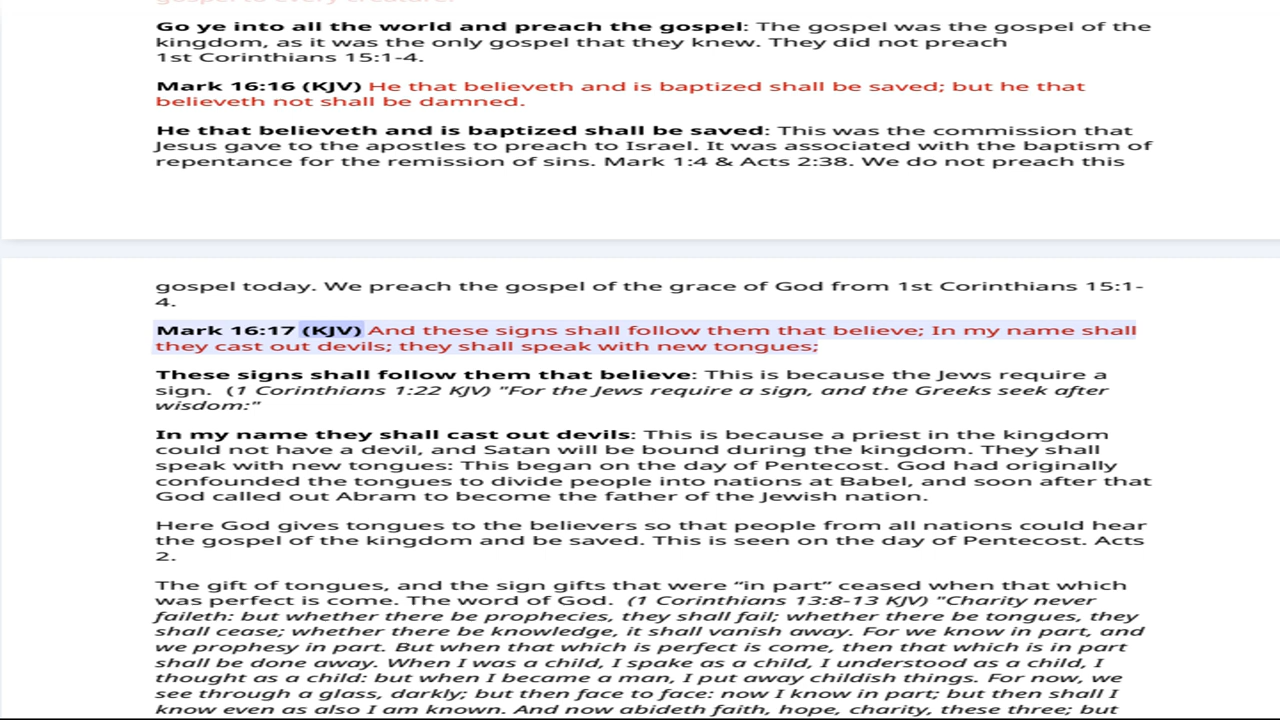 gospel to every creature.
Go ye into all the world and preach the gospel: The gospel was the gospel of the
kingdom, as it was the only gospel that they knew. They did not preach
1st Corinthians 15:1-4.
Mark 16:16 (KJV) He that believeth and is baptized shall be saved; but he that
believeth not shall be damned.
He that believeth and is baptized shall be saved: This was the commission that
Jesus gave to the apostles to preach to Israel. It was associated with the baptism of
repentance for the remission of sins. Mark 1:4 & Acts 2:38. We do not preach this
gospel today. We preach the gospel of the grace of God from 1st Corinthians 15:1-
4.
Mark 16:17 (KJV) And these signs shall follow them that believe; In my name shall
they cast out devils; they shall speak with new tongues;
These signs shall follow them that believe: This is because the Jews require a
sign.  (1 Corinthians 1:22 KJV) "For the Jews require a sign, and the Greeks seek after
wisdom:"
In my name they shall cast out devils: This is because a priest in the kingdom
could not have a devil, and Satan will be bound during the kingdom. They shall
speak with new tongues: This began on the day of Pentecost. God had originally
confounded the tongues to divide people into nations at Babel, and soon after that
God called out Abram to become the father of the Jewish nation.
Here God gives tongues to the believers so that people from all nations could hear
the gospel of the kingdom and be saved. This is seen on the day of Pentecost. Acts
2.
The gift of tongues, and the sign gifts that were “in part” ceased when that which
was perfect is come. The word of God.  (1 Corinthians 13:8-13 KJV) "Charity never
faileth: but whether there be prophecies, they shall fail; whether there be tongues, they
shall cease; whether there be knowledge, it shall vanish away. For we know in part, and
we prophesy in part. But when that which is perfect is come, then that which is in part
shall be done away. When I was a child, I spake as a child, I understood as a child, I
thought as a child: but when I became a man, I put away childish things. For now, we
see through a glass, darkly; but then face to face: now I know in part; but then shall I
know even as also I am known. And now abideth faith, hope, charity, these three; but